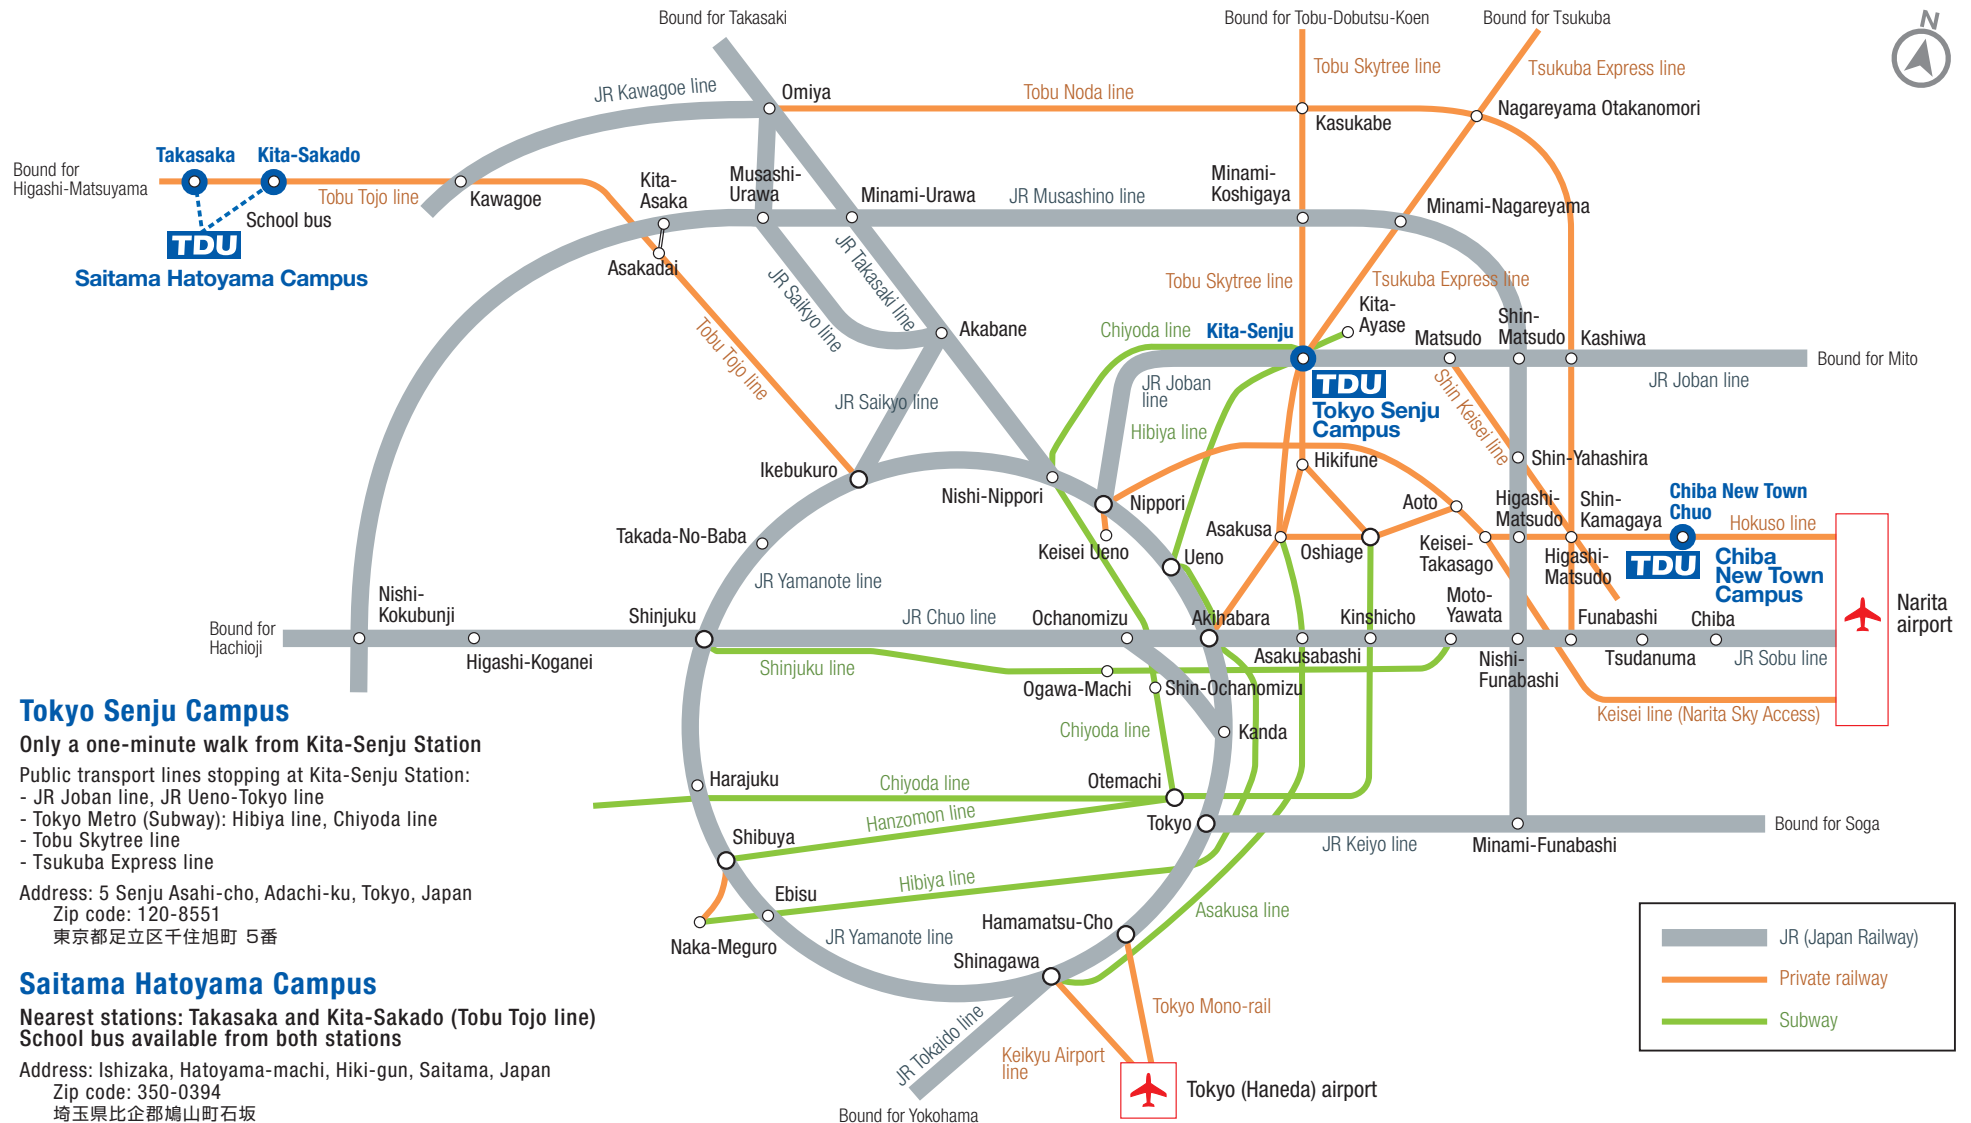 Bound for Takasaki
Bound for Tobu-Dobutsu-Koen
Bound for Tsukuba
N
Tobu Skytree line
Tsukuba Express line
JR Kawagoe line
Omiya
Tobu Noda line
Kasukabe
Nagareyama Otakanomori
Takasaka
Kita-Sakado
Bound for
Higashi-Matsuyama
Tobu Tojo line
Kawagoe
School bus
TDU
Saitama Hatoyama Campus
Kita-
Asaka
Asakadai
Musashi-
Urawa
Minami-Urawa
JR Musashino line
Minami-
Koshigaya
Minami-Nagareyama
JR Saikyo line
JR Takasaki line
Tobu Skytree line
Tsukuba Express line
Kita-
Ayase
Tobu Tojo line
Akabane
Chiyoda line
Kita-Senju
Matsudo
Shin-
Matsudo
Kashiwa
Bound for Mito
JR Saikyo line
JR Joban
line
TDU
Tokyo Senju
Campus
Shin Keisei line
JR Joban line
Hibiya line
Ikebukuro
Nishi-Nippori
Nippori
Hikifune
Shin-Yahashira
Aoto
Higashi-
Matsudo
Shin-
Kamagaya
Chiba New Town
Chuo
Hokuso line
Takada-No-Baba
Keisei Ueno
Ueno
Asakusa
Oshiage
Keisei-
Takasago
Higashi-
Matsudo
TDU
Chiba
New Town
Campus
JR Yamanote line
Nishi-
Kokubunji
Shinjuku
JR Chuo line
Ochanomizu
Akihabara
Kinshicho
Moto-
Yawata
Funabashi
Chiba
Narita
airport
Bound for
Hachioji
Higashi-Koganei
Shinjuku line
Asakusabashi
Nishi-
Funabashi
Tsudanuma
JR Sobu line
Ogawa-Machi
Shin-Ochanomizu
Keisei line (Narita Sky Access)
Chiyoda line
Kanda
Harajuku
Chiyoda line
Otemachi
Hanzomon line
Tokyo
Shibuya
JR Keiyo line
Minami-Funabashi
Bound for Soga
Ebisu
Hibiya line
Asakusa line
Naka-Meguro
JR Yamanote line
Hamamatsu-Cho
Shinagawa
JR Tokaido line
Keikyu Airport
line
Tokyo Mono-rail
Tokyo (Haneda) airport
Bound for Yokohama
JR (Japan Railway)
Private railway
Subway
Tokyo Senju Campus
Only a one-minute walk from Kita-Senju Station
Public transport lines stopping at Kita-Senju Station:
- JR Joban line, JR Ueno-Tokyo line
- Tokyo Metro (Subway): Hibiya line, Chiyoda line
- Tobu Skytree line
- Tsukuba Express line
Address: 5 Senju Asahi-cho, Adachi-ku, Tokyo, Japan
Zip code: 120-8551
東京都足立区千住旭町 5番
Saitama Hatoyama Campus
Nearest stations: Takasaka and Kita-Sakado (Tobu Tojo line)
School bus available from both stations
Address: Ishizaka, Hatoyama-machi, Hiki-gun, Saitama, Japan
Zip code: 350-0394
埼玉県比企郡鳩山町石坂